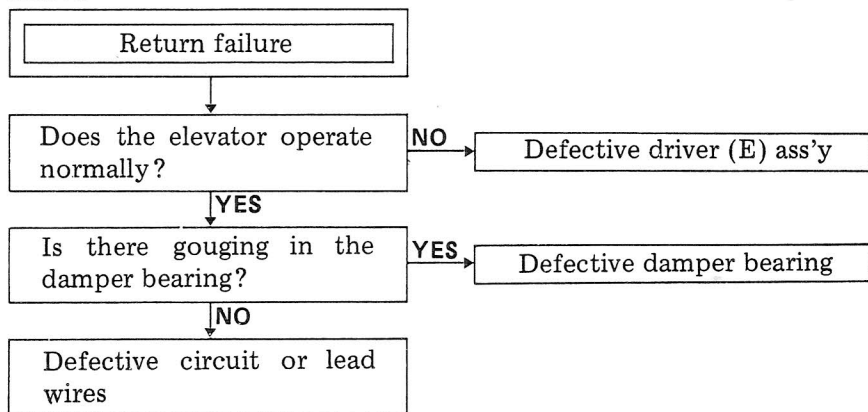 Return failure
Does the elevator operate
normally?
NO
Defective driver (E) ass'y
YES
Is there gouging in the
damper bearing?
YES
Defective damper bearing
NO
Defective circuit or lead
wires